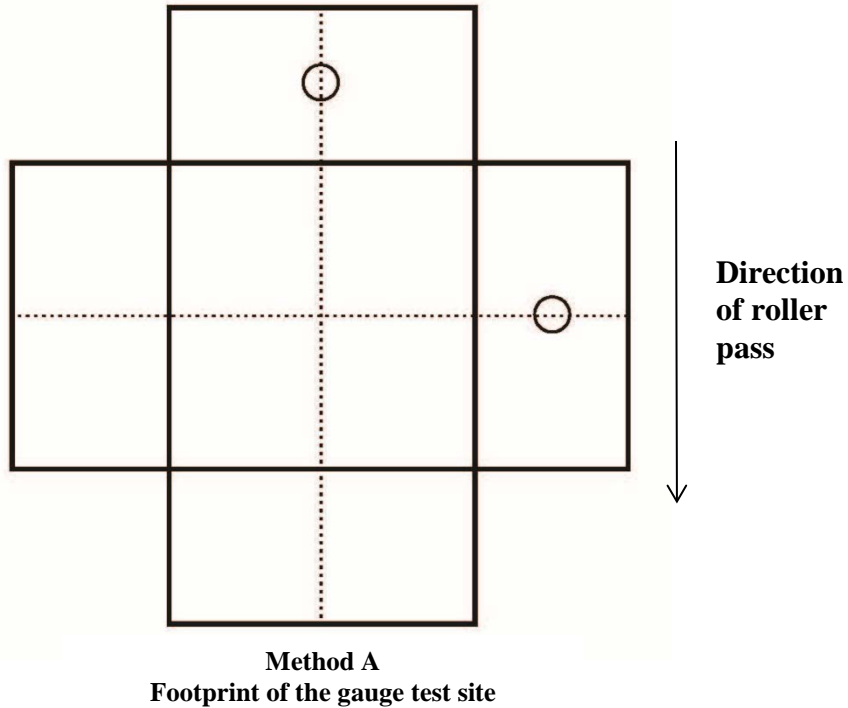 Direction
of roller
pass
Method A
Footprint of the gauge test site